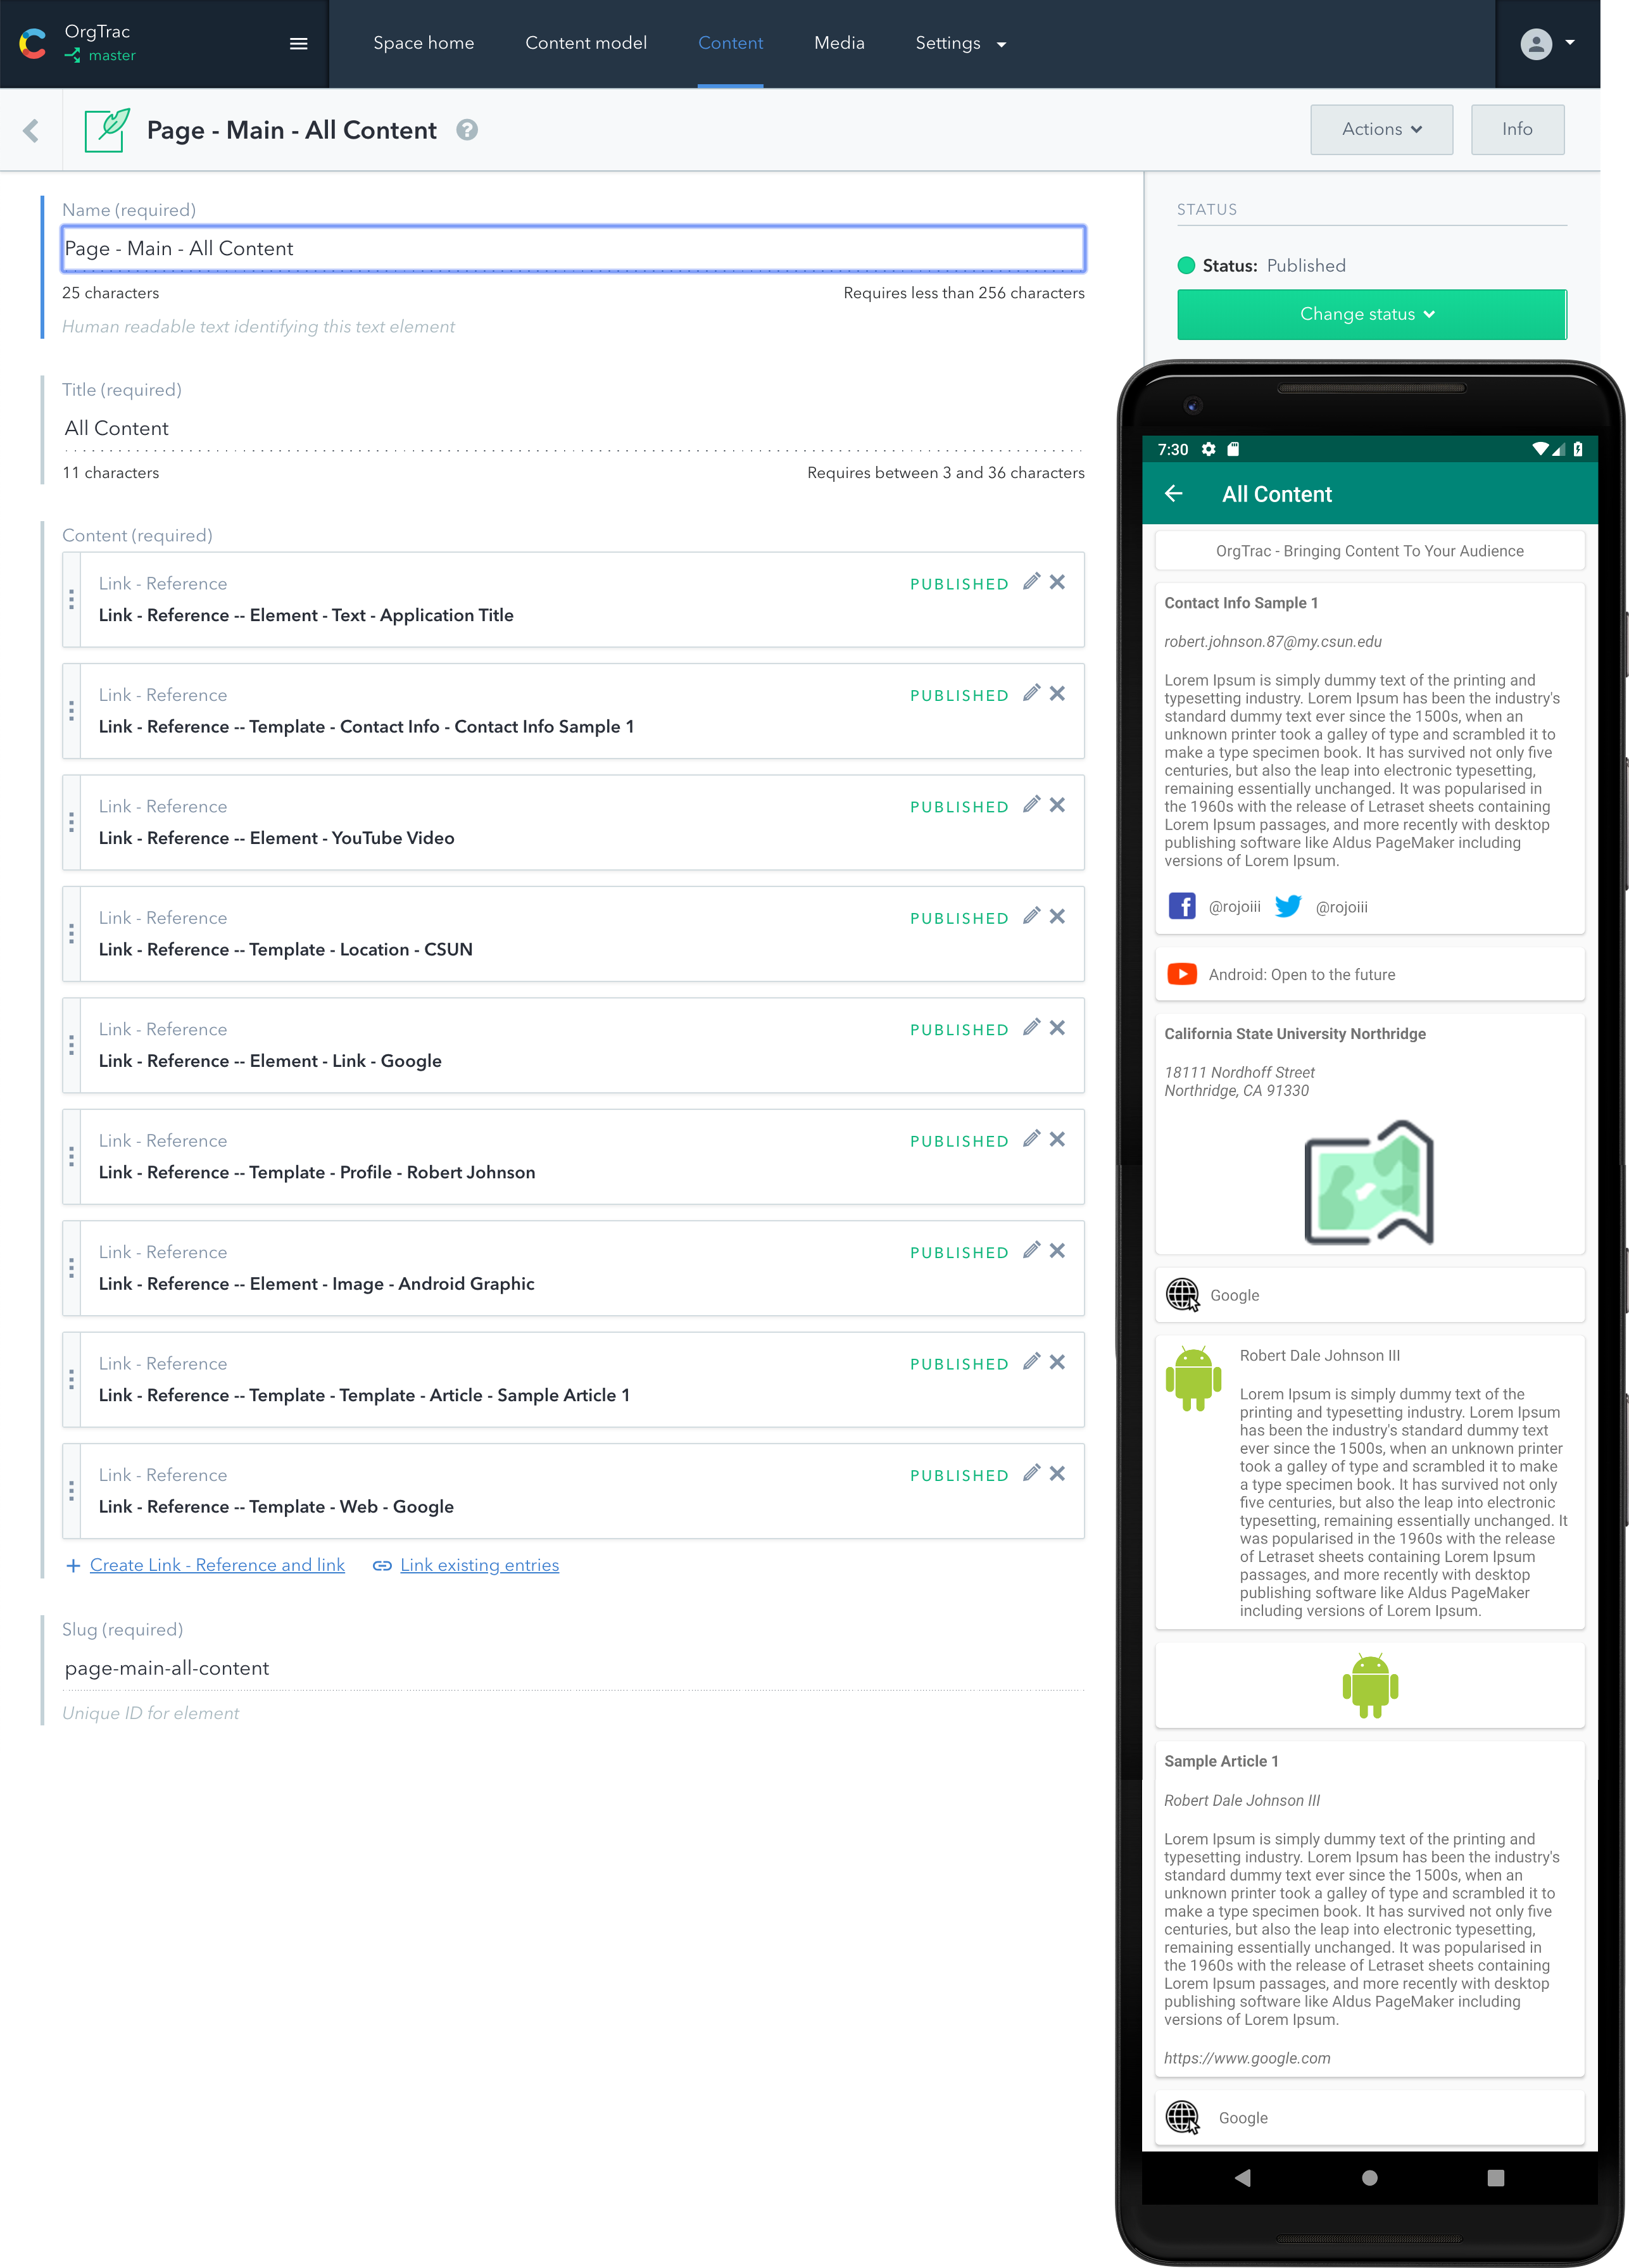 OrgTrac
master
Space home
Content model
Content
Media
Settings
Page - Main - All Content
?
Actions
Info
Name (required)
Page - Main - All Content
25 characters
Requires less than 256 characters
Human readable text identifying this text element
Title (required)
All Content
11 characters
Requires between 3 and 36 characters
Content (required)
Link - Reference
PUBLISHED
Link - Reference -- Element - Text - Application Title
Link - Reference
PUBLISHED
Link - Reference -- Template - Contact Info - Contact Info Sample 1
Link - Reference
PUBLISHED
Link - Reference -- Element - YouTube Video
Link - Reference
PUBLISHED
Link - Reference -- Template - Location - CSUN
Link - Reference
PUBLISHED
Link - Reference -- Element - Link - Google
Link - Reference
PUBLISHED
Link - Reference -- Template - Profile - Robert Johnson
Link - Reference
PUBLISHED
Link - Reference -- Element - Image - Android Graphic
Link - Reference
PUBLISHED
Link - Reference -- Template - Template - Article - Sample Article 1
Link - Reference
PUBLISHED
Link - Reference -- Template - Web - Google
Create Link - Reference and link
Link existing entries
Slug (required)
page-main-all-content
Unique ID for element
STATUS
Status: Published
Change status
7:30
All Content
OrgTrac - Bringing Content To Your Audience
Contact Info Sample 1
robert.johnson.87@my.csun.edu
Lorem Ipsum is simply dummy text of the printing and
typesetting industry. Lorem Ipsum has been the industry's
standard dummy text ever since the 1500s, when an
unknown printer took a galley of type and scrambled it to
make a type specimen book. It has survived not only five
centuries, but also the leap into electronic typesetting,
remaining essentially unchanged. It was popularised in
the 1960s with the release of Letraset sheets containing
Lorem Ipsum passages, and more recently with desktop
publishing software like Aldus PageMaker including
versions of Lorem Ipsum.
@rojoiii
@rojoiii
Android: Open to the future
California State University Northridge
18111 Nordhoff Street
Northridge, CA 91330
Google
Robert Dale Johnson III
Lorem Ipsum is simply dummy text of the
printing and typesetting industry. Lorem Ipsum
has been the industry's standard dummy text
ever since the 1500s, when an unknown printer
took a galley of type and scrambled it to make
a type specimen book. It has survived not only
five centuries, but also the leap into electronic
typesetting, remaining essentially unchanged. It
was popularised in the 1960s with the release
of Letraset sheets containing Lorem Ipsum
passages, and more recently with desktop
publishing software like Aldus PageMaker
including versions of Lorem Ipsum.
Sample Article 1
Robert Dale Johnson III
Lorem Ipsum is simply dummy text of the printing and
typesetting industry. Lorem Ipsum has been the industry's
standard dummy text ever since the 1500s, when an
unknown printer took a galley of type and scrambled it to
make a type specimen book. It has survived not only five
centuries, but also the leap into electronic typesetting,
remaining essentially unchanged. It was popularised in
the 1960s with the release of Letraset sheets containing
Lorem Ipsum passages, and more recently with desktop
publishing software like Aldus PageMaker including
versions of Lorem Ipsum.
https://www.google.com
Google